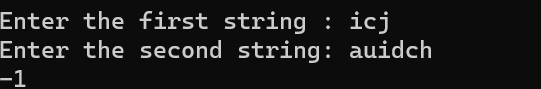 Enter the first string : icj
Enter the second string: auidch
-1